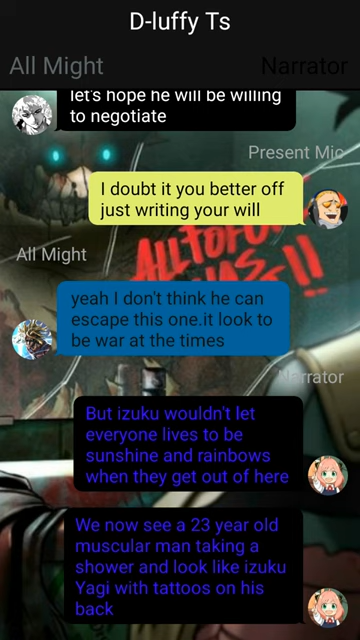 D-luffy Ts
All Might
Narrator
let's hope he will be willing
to negotiate
Present Mic
I doubt it you better off
just writing your will
All Might
yeah I don't think he can
escape this one.it look to
be war at the times
Narrator
But izuku wouldn't let
everyone lives to be
sunshine and rainbows
when they get out of here
We now see a 23 year old
muscular man taking a
shower and look like izuku
Yagi with tattoos on his
back